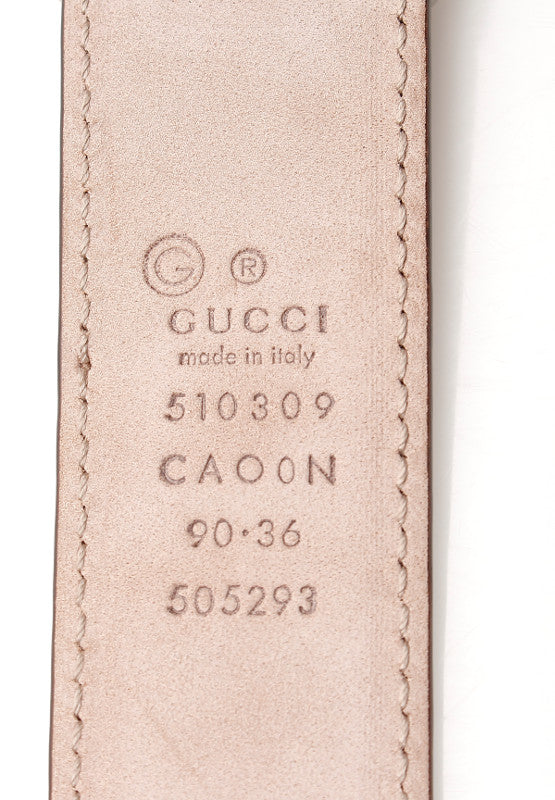 G ®
GUCCI
made in italy
510309
CAO0N
90·36
505293